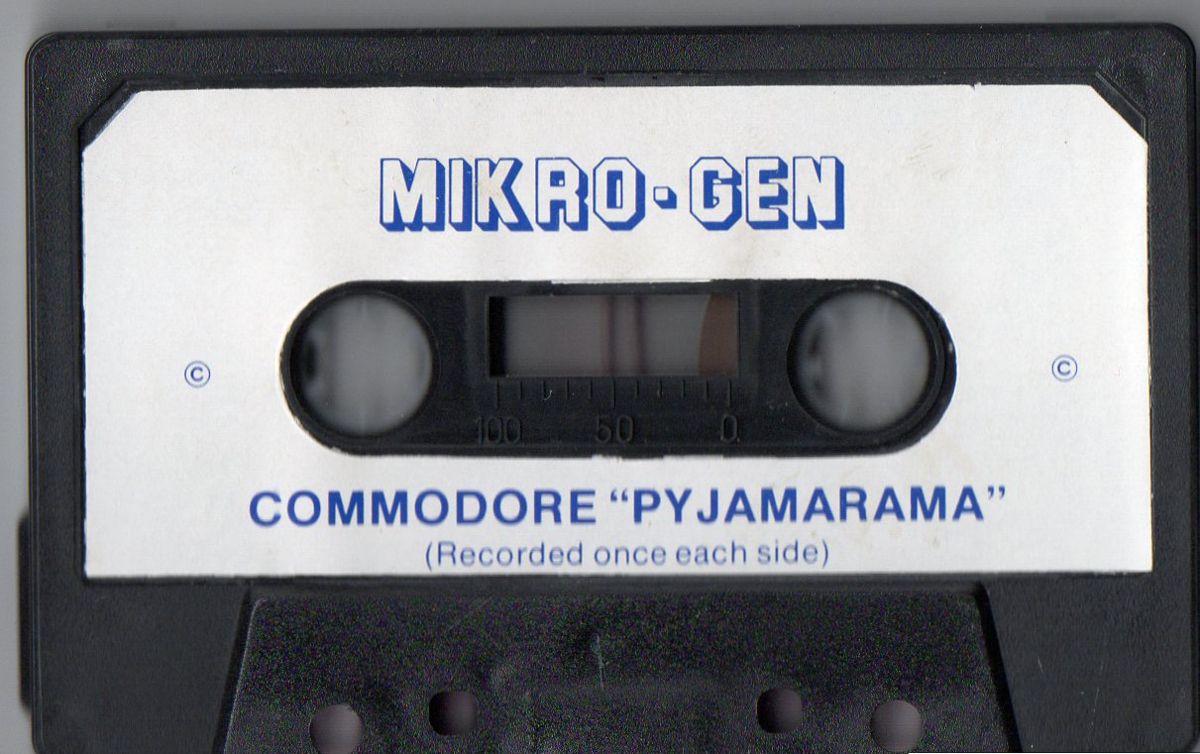 MIKRO-GEN
© ©
100 50 0
COMMODORE “PYJAMARAMA”
(Recorded once each side)